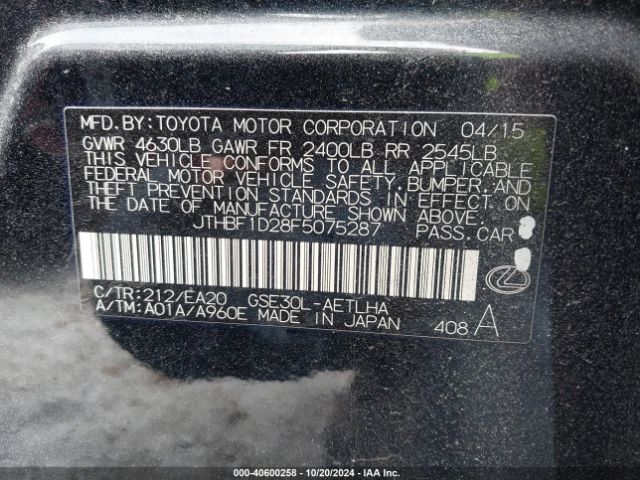 MFD.BY:TOYOTA MOTOR CORPORATION 04/15
GVWR 4630LB GAWR FR 2400LB RR 2545LB
THIS VEHICLE CONFORMS TO ALL APPLICABLE
FEDERAL MOTOR VEHICLE SAFETY,BUMPER,AND
THEFT PREVENTION STANDARDS IN EFFECT ON
THE DATE OF MANUFACTURE SHOWN ABOVE.
JTHBF1D28F5075287 PASS.CAR
C/TR:212/EA20 GSE30L-AETLHA
A/TM:A01A/A960E MADE IN JAPAN 408 A
000-40600258 - 10/20/2024 - IAA Inc.